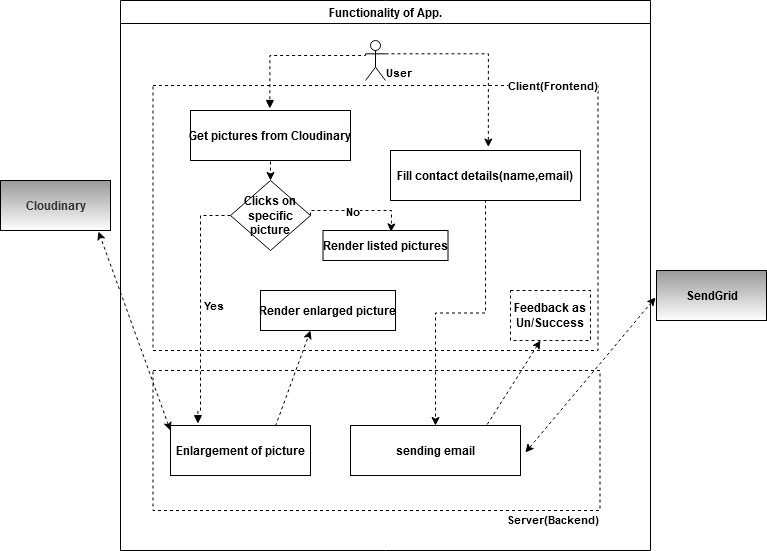 Functionality of App.
User
Client(Frontend)
Get pictures from Cloudinary
Fill contact details(name,email)
Cloudinary
Clicks on
specific
picture
No
Render listed pictures
SendGrid
Yes
Render enlarged picture
Feedback as
Un/Success
Enlargement of picture
sending email
Server(Backend)